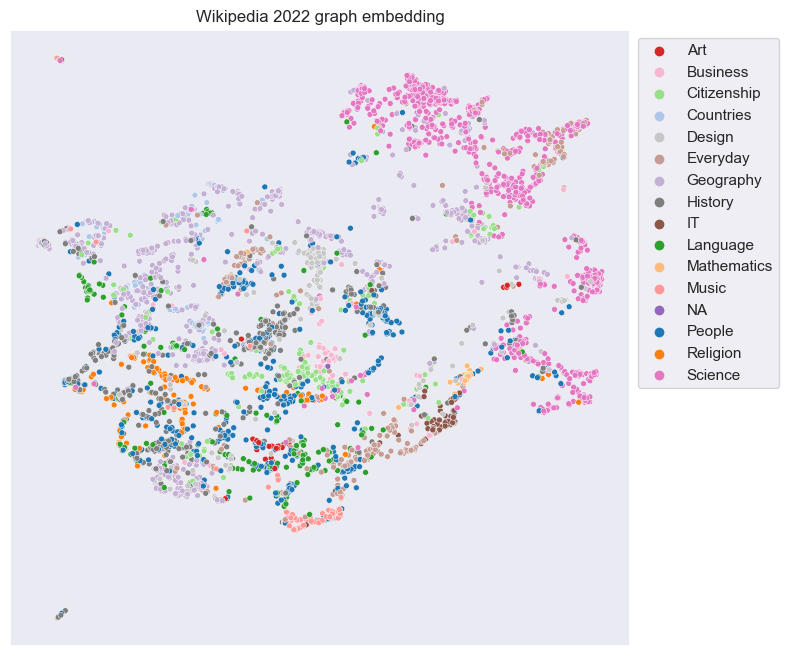 Wikipedia 2022 graph embedding
Art
Business
Citizenship
Countries
Design
Everyday
Geography
History
IT
Language
Mathematics
Music
NA
People
Religion
Science